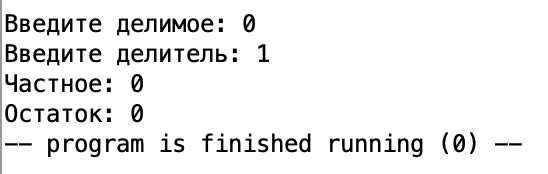 Введите делимое: 0
Введите делитель: 1
Частное: 0
Остаток: 0
-- program is finished running (0) --